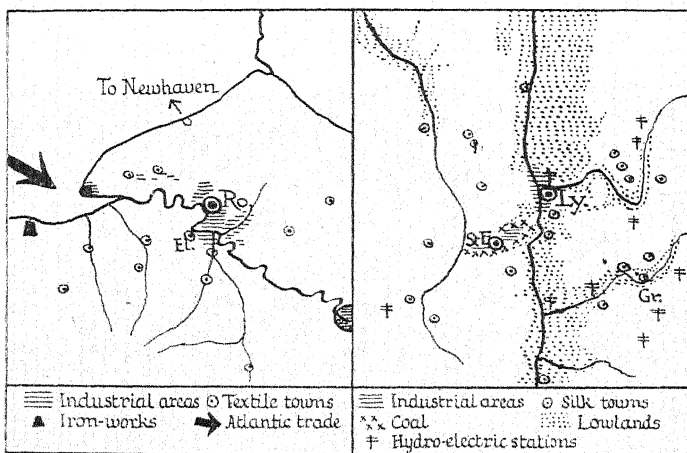 To Newhaven
Ro.
El.
Ly.
St E.
Gr.
Industrial areas
Textile towns
Iron-works
Atlantic trade
Industrial areas
Silk towns
Coal
Lowlands
Hydro-electric stations